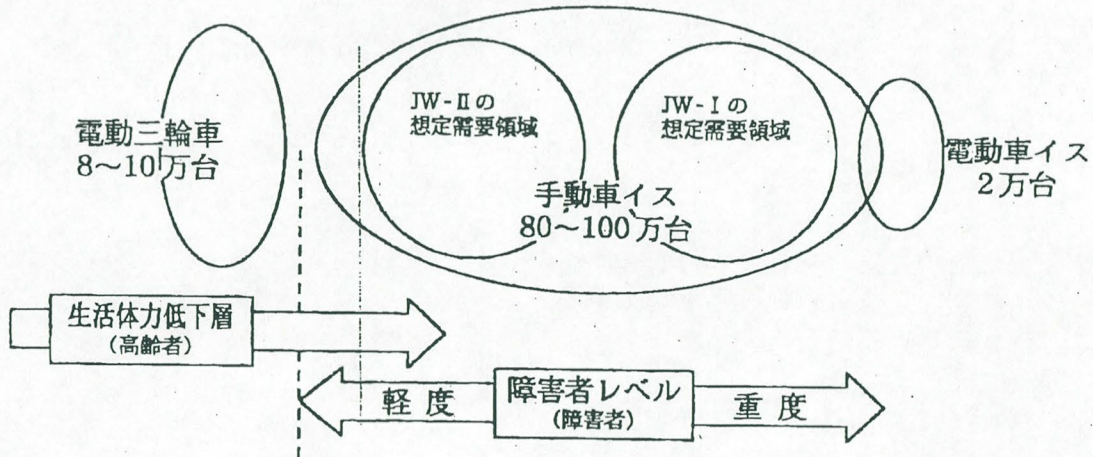 電動三輪車
8～10万台
JW-Ⅱの
想定需要領域
JW-Ⅰの
想定需要領域
手動車イス
80～100万台
電動車イス
2万台
生活体力低下層
(高齢者)
軽度
障害者レベル
(障害者)
重度